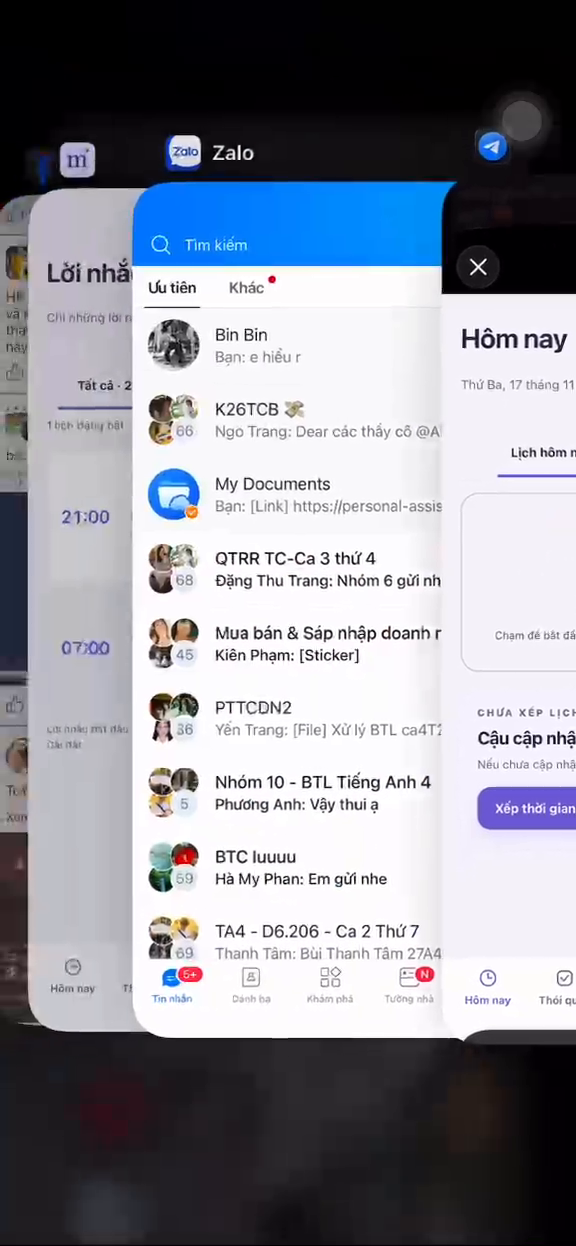 m
Zalo
Zalo
Lời nhắ
Tất cả · 2
21:00
07:00
Hôm nay
Tìm kiếm
Ưu tiên
Khác
Bin Bin
Bạn: e hiểu r
K26TCB 💸
66
Ngo Trang: Dear các thầy cô @A
My Documents
Bạn: [Link] https://personal-assis
QTRR TC-Ca 3 thứ 4
68
Đặng Thu Trang: Nhóm 6 gửi nh
Mua bán & Sáp nhập doanh n
45
Kiên Phạm: [Sticker]
PTTCDN2
36
Yến Trang: [File] Xử lý BTL ca4T2
Nhóm 10 - BTL Tiếng Anh 4
5
Phương Anh: Vậy thui ạ
BTC luuuu
59
Hà My Phan: Em gửi nhe
TA4 - D6.206 - Ca 2 Thứ 7
69
Thanh Tâm: Bùi Thanh Tâm 27A4
5+
N
Tin nhắn
Danh bạ
Khám phá
Tường nhà
Hôm nay
Thứ Ba, 17 tháng 11
Lịch hôm n
Chạm để bắt đầ
CHƯA XẾP LỊCH
Cậu cập nhậ
Nếu chưa cập nhậ
Xếp thời gian
Hôm nay
Thói qu